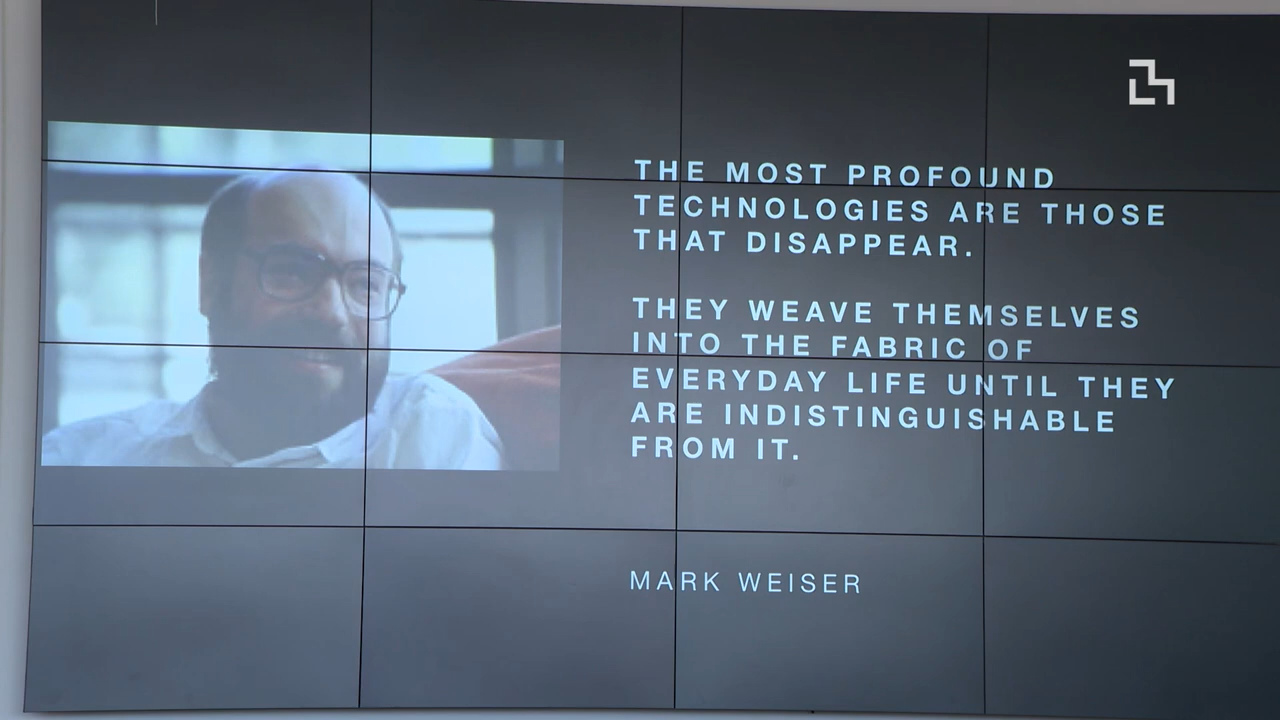 THE MOST PROFOUND
TECHNOLOGIES ARE THOSE
THAT DISAPPEAR.
THEY WEAVE THEMSELVES
INTO THE FABRIC OF
EVERYDAY LIFE UNTIL THEY
ARE INDISTINGUISHABLE
FROM IT.
MARK WEISER